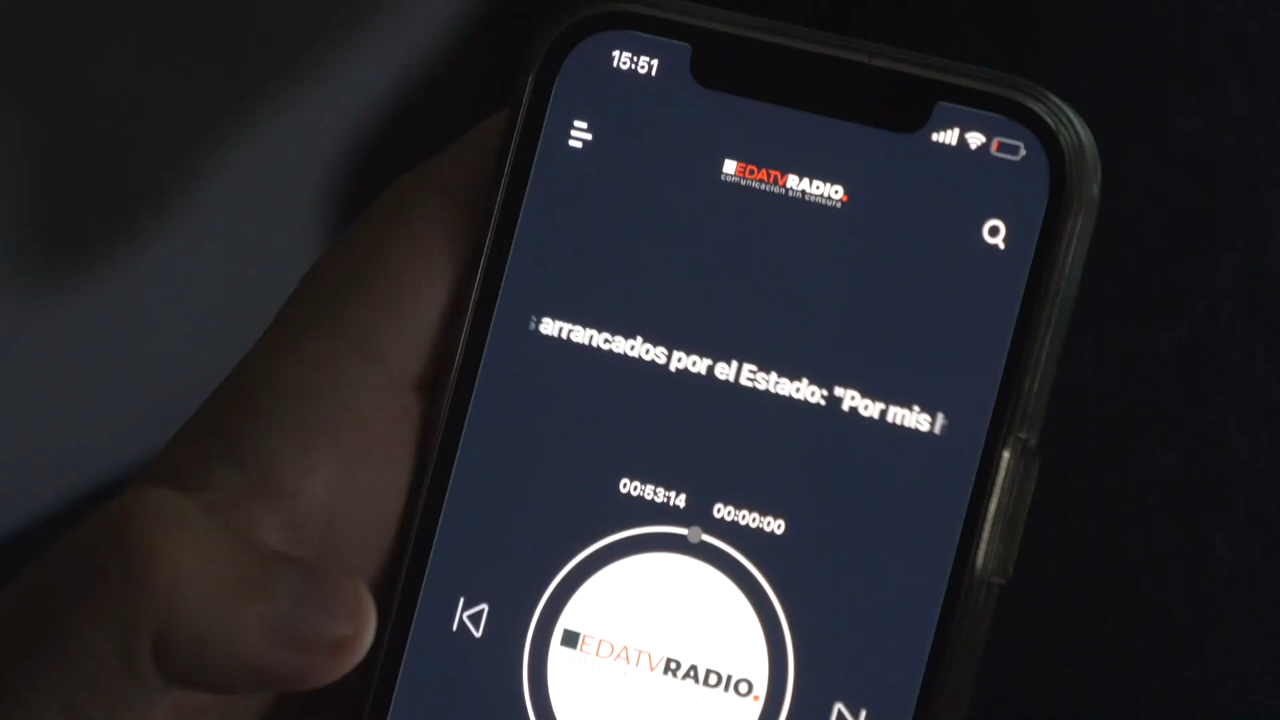 15:51
EDATVRADIO.
comunicación sin censura
arrancados por el Estado: "Por mis
00:53:14 00:00:00
EDATVRADIO.